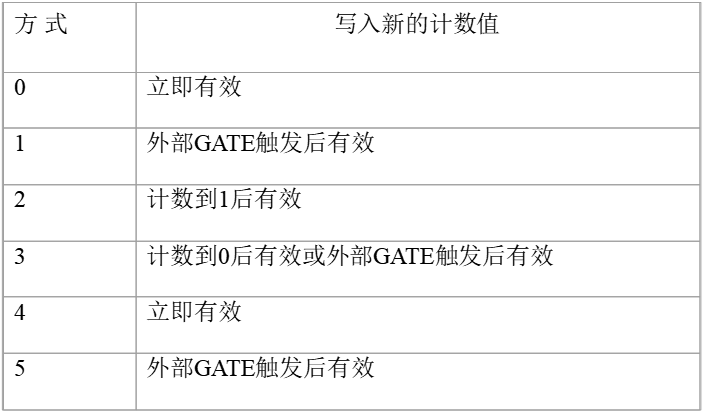 方 式 写入新的计数值
0 立即有效
1 外部GATE触发后有效
2 计数到1后有效
3 计数到0后有效或外部GATE触发后有效
4 立即有效
5 外部GATE触发后有效